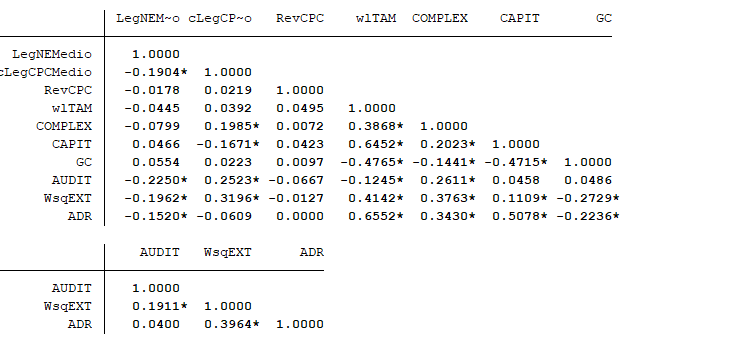 LegNEM~o cLegCP~o RevCPC wlTAM COMPLEX CAPIT GC
LegNEMedio 1.0000
cLegCPCMedio -0.1904* 1.0000
RevCPC -0.0178 0.0219 1.0000
wlTAM -0.0445 0.0392 0.0495 1.0000
COMPLEX -0.0799 0.1985* 0.0072 0.3868* 1.0000
CAPIT 0.0466 -0.1671* 0.0423 0.6452* 0.2023* 1.0000
GC 0.0554 0.0223 0.0097 -0.4765* -0.1441* -0.4715* 1.0000
AUDIT -0.2250* 0.2523* -0.0667 -0.1245* 0.2611* 0.0458 0.0486
WsqEXT -0.1962* 0.3196* -0.0127 0.4142* 0.3763* 0.1109* -0.2729*
ADR -0.1520* -0.0609 0.0000 0.6552* 0.3430* 0.5078* -0.2236*
AUDIT WsqEXT ADR
AUDIT 1.0000
WsqEXT 0.1911* 1.0000
ADR 0.0400 0.3964* 1.0000